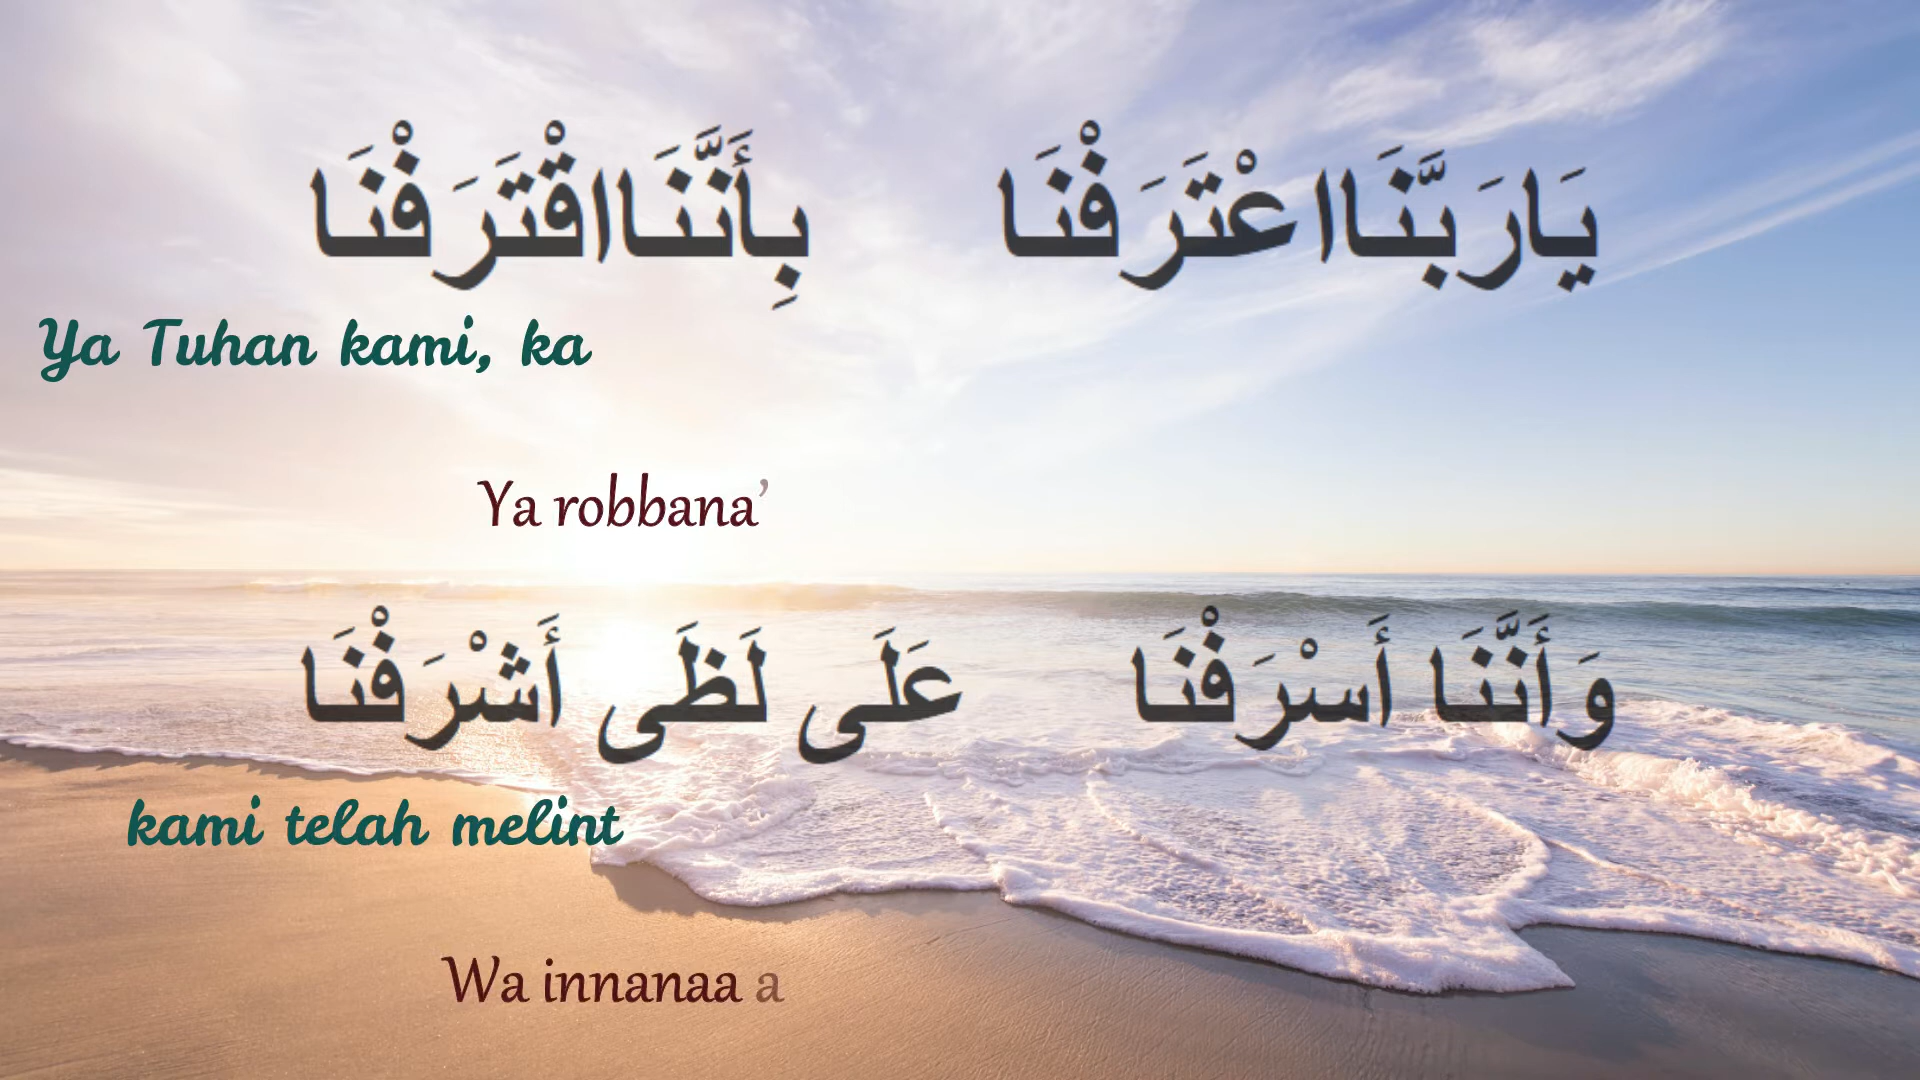 يَارَبَّنَااعْتَرَفْنَا بِأَنَّنَااقْتَرَفْنَا
Ya Tuhan kami, ka
Ya robbana’
وَأَنَّنَا أَسْرَفْنَا عَلَى لَظَى أَشْرَفْنَا
kami telah melint
Wa innanaa a